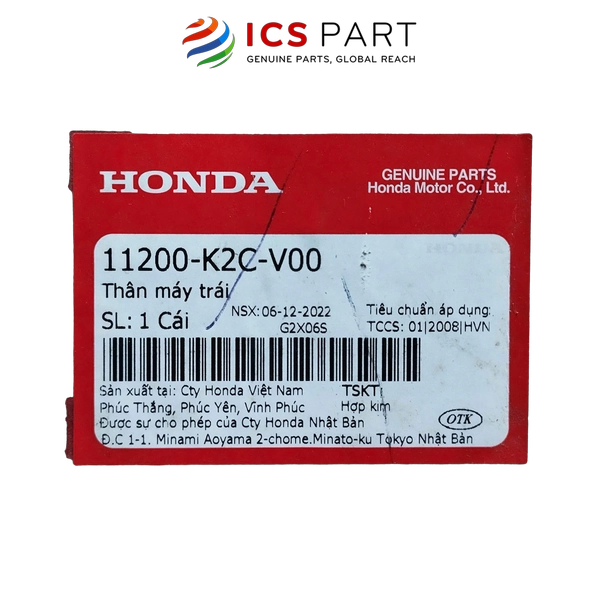 ICS PART
GENUINE PARTS, GLOBAL REACH
HONDA
GENUINE PARTS
Honda Motor Co., Ltd.
11200-K2C-V00
Thân máy trái
SL: 1 Cái
NSX: 06-12-2022
G2X06S
Tiêu chuẩn áp dụng:
TCCS: 01|2008|HVN
Sản xuất tại: Cty Honda Việt Nam
TSKT:
Phúc Thắng, Phúc Yên, Vĩnh Phúc
Hợp kim
Được sự cho phép của Cty Honda Nhật Bản
OTK
Đ.C 1-1. Minami Aoyama 2-chome.Minato-ku Tokyo Nhật Bản